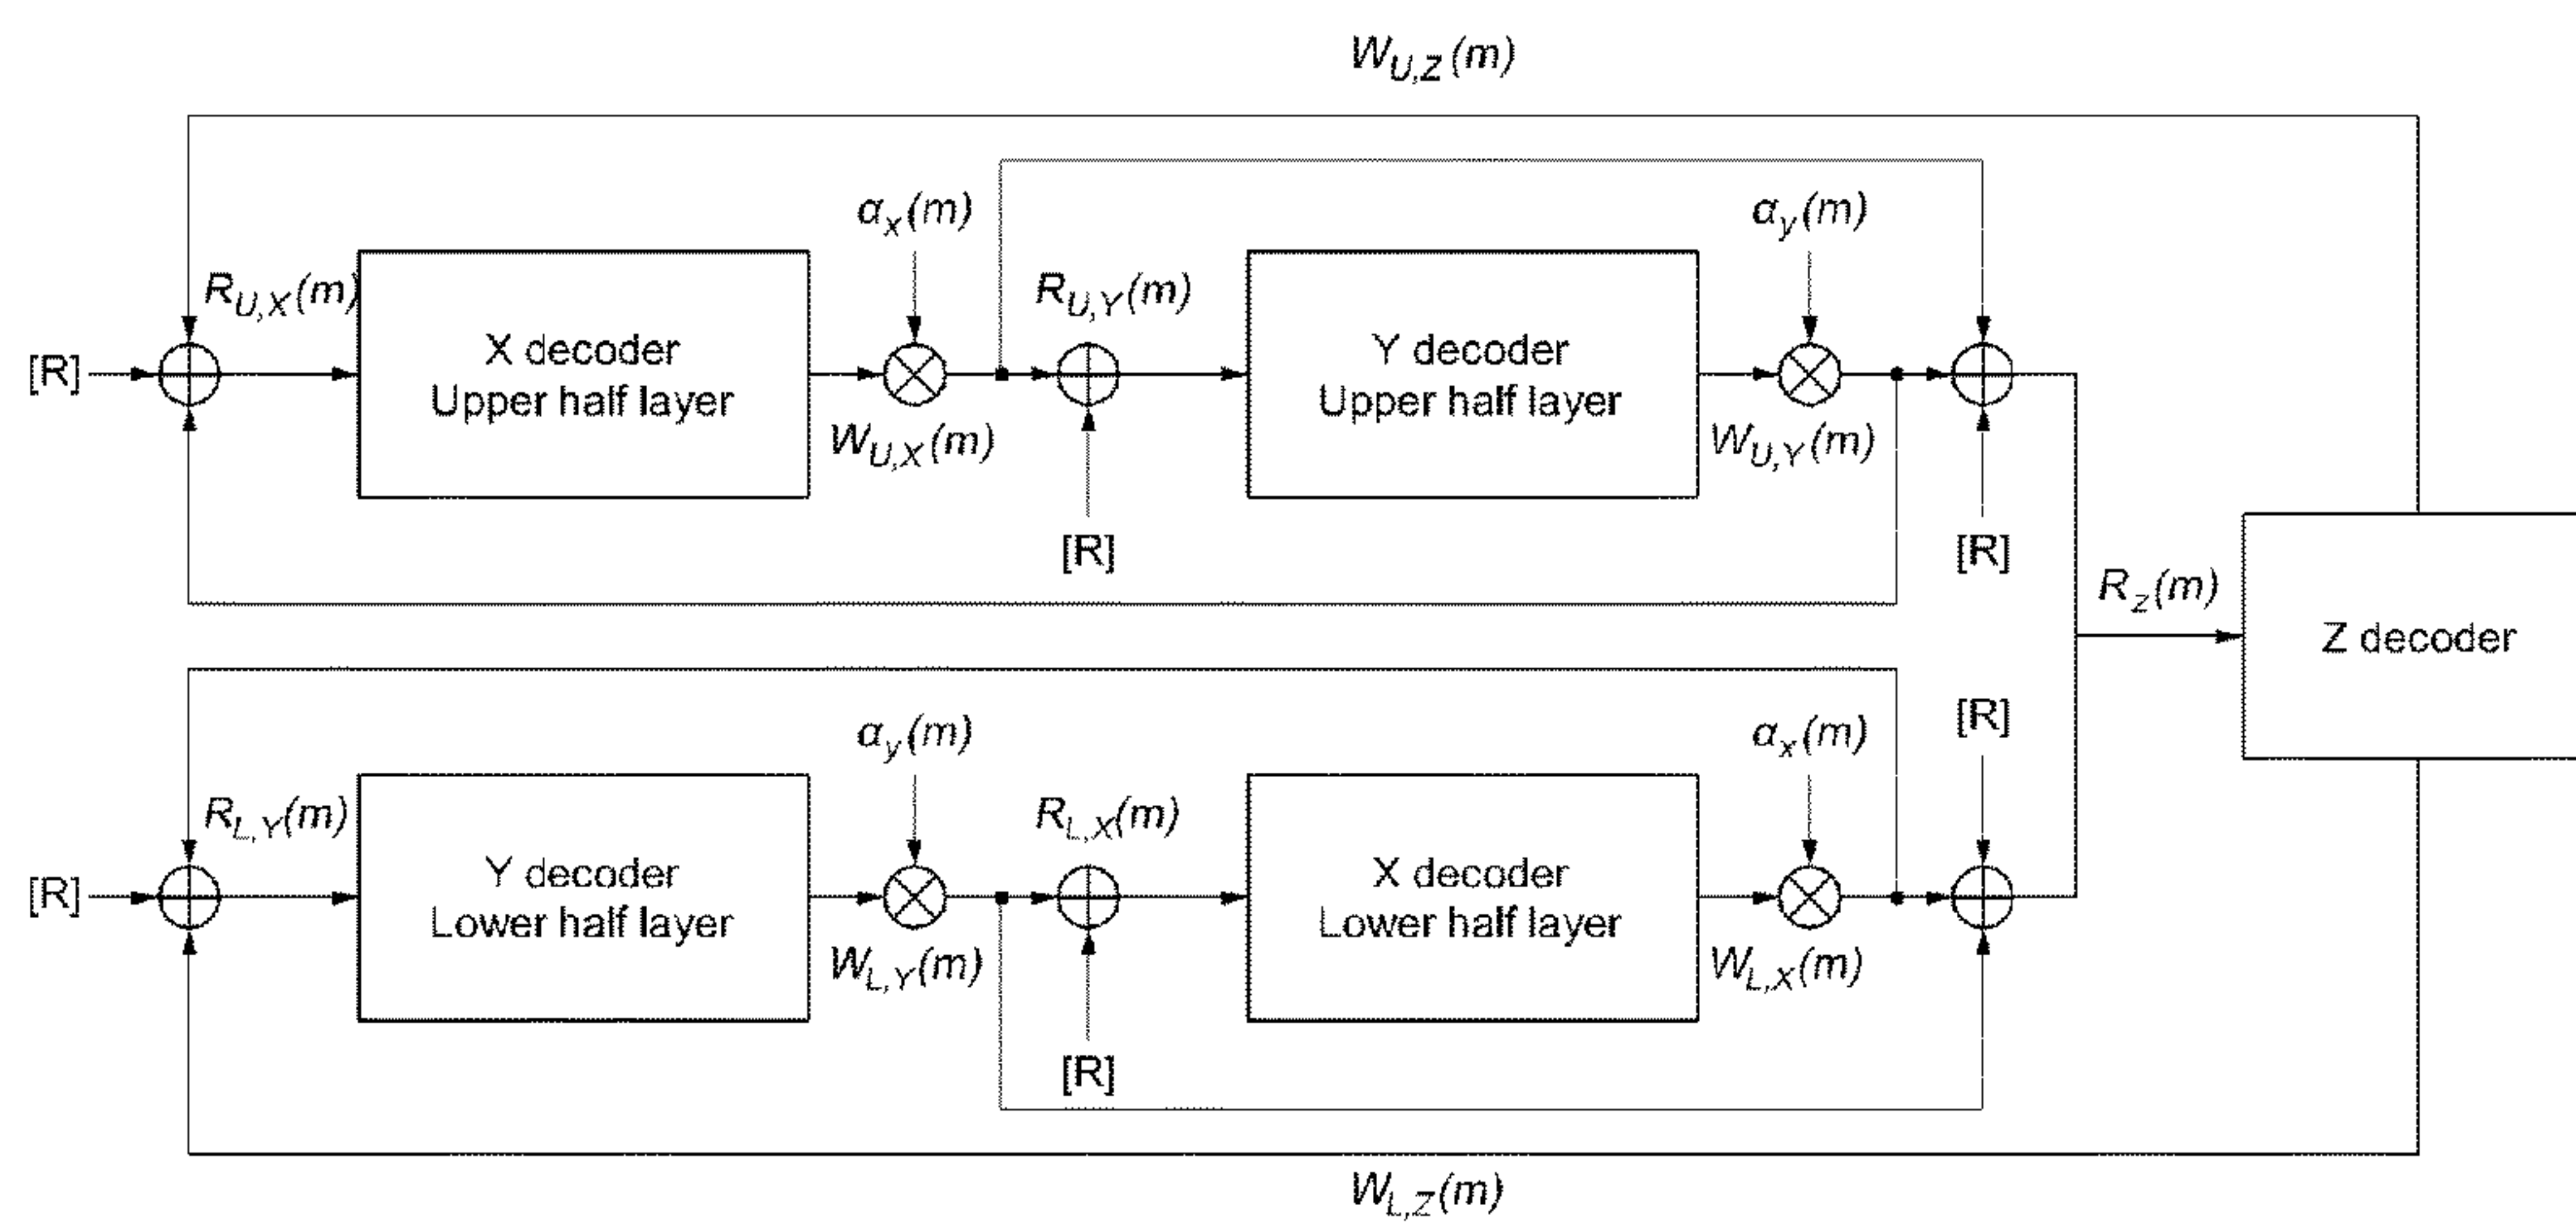 W_{U,Z}(m)
α_x(m)
α_y(m)
R_{U,X}(m)
R_{U,Y}(m)
[R]
X decoder
Upper half layer
Y decoder
Upper half layer
W_{U,X}(m)
W_{U,Y}(m)
[R]
[R]
R_z(m)
Z decoder
[R]
α_y(m)
α_x(m)
R_{L,Y}(m)
R_{L,X}(m)
[R]
Y decoder
Lower half layer
X decoder
Lower half layer
W_{L,Y}(m)
W_{L,X}(m)
[R]
W_{L,Z}(m)